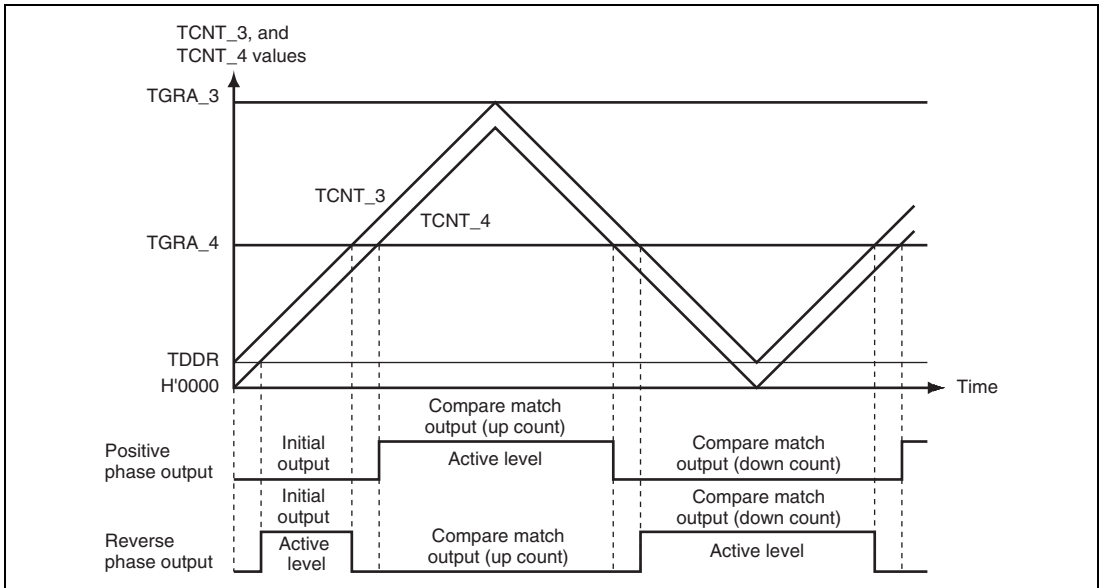 TCNT_3, and
TCNT_4 values
TGRA_3
TCNT_3
TCNT_4
TGRA_4
TDDR
H'0000
Time
Positive
phase output
Initial
output
Compare match
output (up count)
Active level
Compare match
output (down count)
Reverse
phase output
Initial
output
Active
level
Compare match
output (up count)
Compare match
output (down count)
Active level